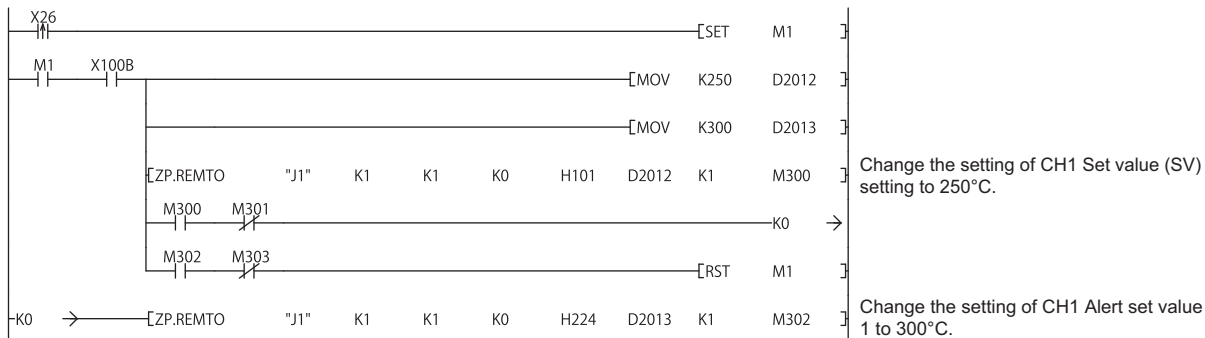 X26
SET M1
M1 X100B
MOV K250 D2012
MOV K300 D2013
ZP.REMTO "J1" K1 K1 K0 H101 D2012 K1 M300
Change the setting of CH1 Set value (SV)
setting to 250°C.
M300 M301
K0
M302 M303
RST M1
K0 ZP.REMTO "J1" K1 K1 K0 H224 D2013 K1 M302
Change the setting of CH1 Alert set value
1 to 300°C.